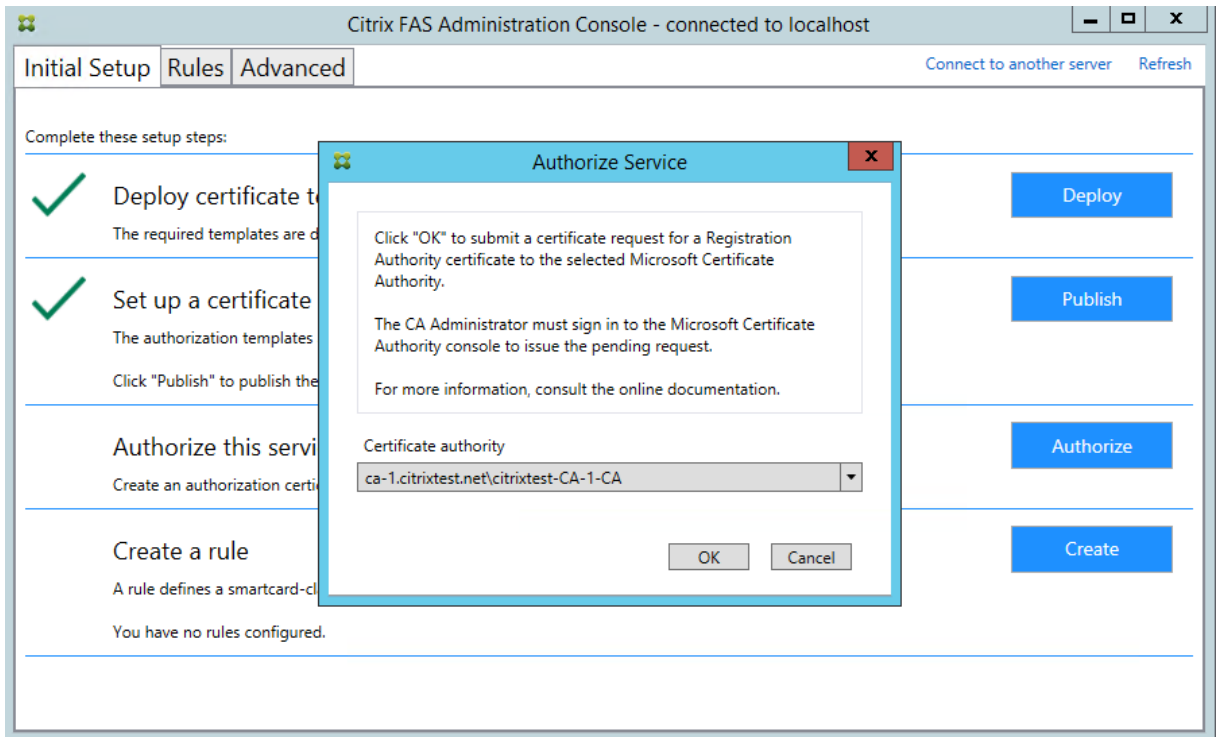 Citrix FAS Administration Console - connected to localhost
Initial Setup Rules Advanced
Connect to another server Refresh
Complete these setup steps:
Deploy certificate
The required templates are
Deploy
Set up a certificate
The authorization templates
Click "Publish" to publish the
Publish
Authorize this
Create an authorization
Authorize
Create a rule
A rule defines a
You have no rules configured.
Create
Authorize Service
Click "OK" to submit a certificate request for a Registration
Authority certificate to the selected Microsoft Certificate
Authority.
The CA Administrator must sign in to the Microsoft Certificate
Authority console to issue the pending request.
For more information, consult the online documentation.
Certificate authority
ca-1.citrixtest.net\citrixtest-CA-1-CA
OK Cancel